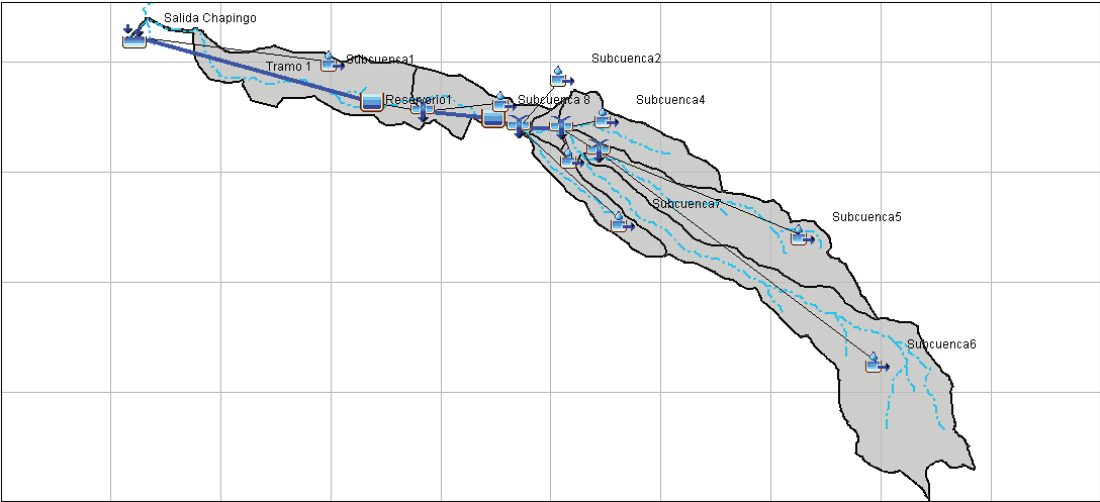 Salida Chapingo
Subcuenca1
Subcuenca2
Tramo 1
Reservorio1
Subcuenca 8
Subcuenca4
Subcuenca7
Subcuenca5
Subcuenca6